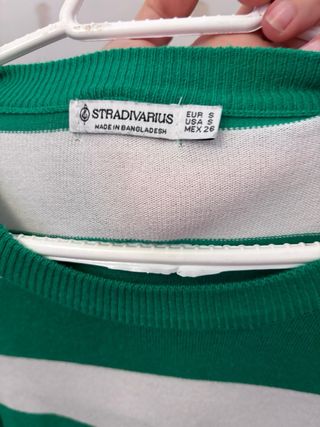 STRADIVARIUS
MADE IN BANGLADESH
EUR S
USA S
MEX 26